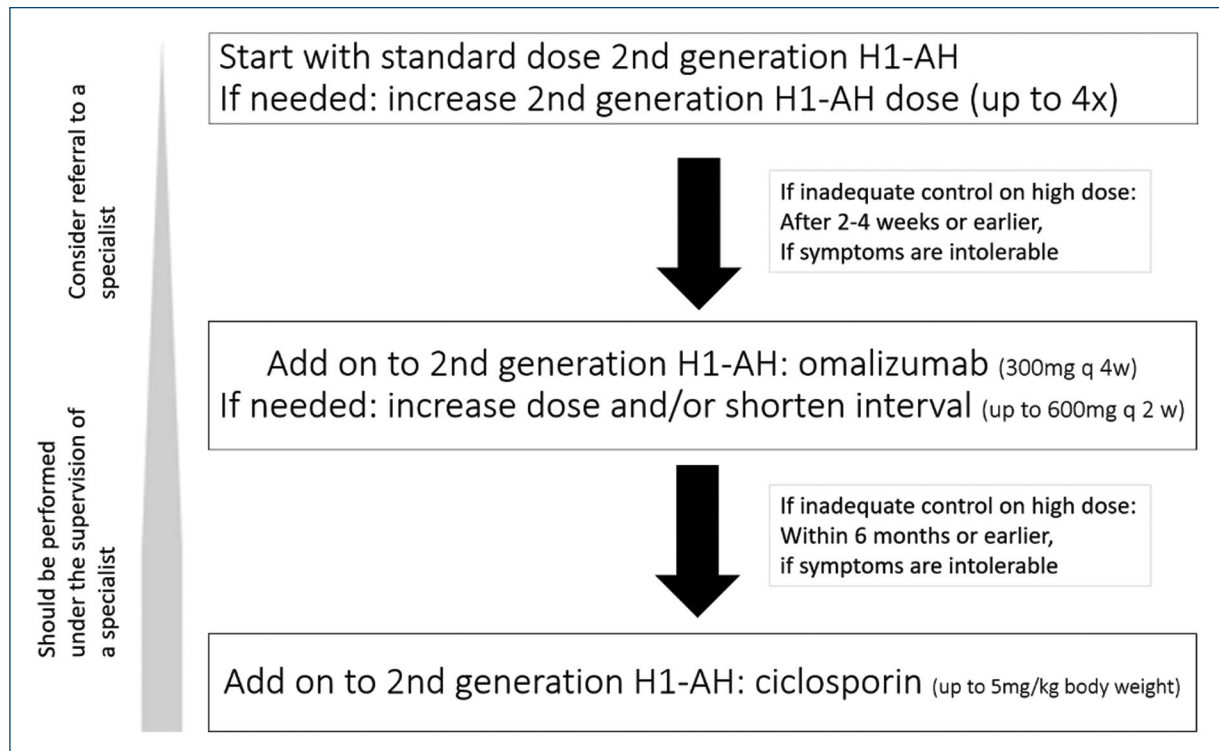 Start with standard dose 2nd generation H1-AH
If needed: increase 2nd generation H1-AH dose (up to 4x)
Consider referral to a
specialist
If inadequate control on high dose:
After 2-4 weeks or earlier,
If symptoms are intolerable
Add on to 2nd generation H1-AH: omalizumab (300mg q 4w)
If needed: increase dose and/or shorten interval (up to 600mg q 2 w)
Should be performed
under the supervision of
a specialist
If inadequate control on high dose:
Within 6 months or earlier,
if symptoms are intolerable
Add on to 2nd generation H1-AH: ciclosporin (up to 5mg/kg body weight)